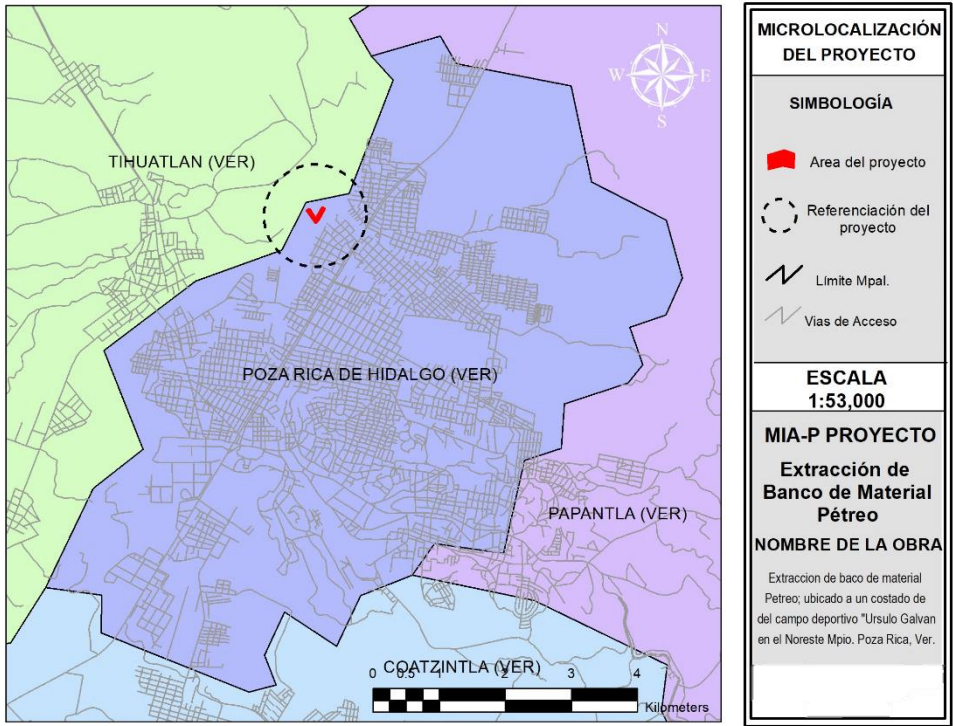 N
W E
S
TIHUATLAN (VER)
POZA RICA DE HIDALGO (VER)
PAPANTLA (VER)
COATZINTLA (VER)
0 0.5 1 2 3 4
Kilometers
MICROLOCALIZACIÓN
DEL PROYECTO
SIMBOLOGÍA
Area del proyecto
Referenciación del
proyecto
Límite Mpal.
Vias de Acceso
ESCALA
1:53,000
MIA-P PROYECTO
Extracción de
Banco de Material
Pétreo
NOMBRE DE LA OBRA
Extraccion de baco de material
Petreo; ubicado a un costado de
del campo deportivo "Ursulo Galvan
en el Noreste Mpio. Poza Rica, Ver.